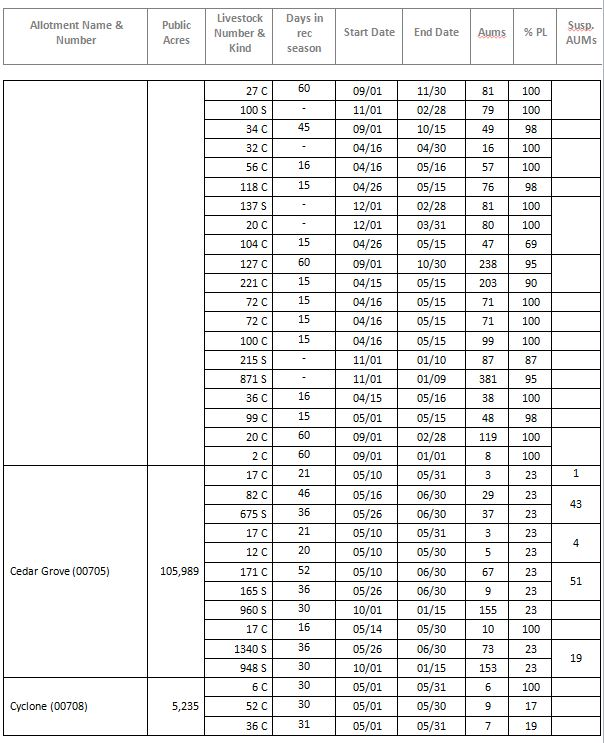 Allotment Name & Number Public Acres Livestock Number & Kind Days in rec season Start Date End Date Aums % PL Susp. AUMs
27 C 60 09/01 11/30 81 100
100 S - 11/01 02/28 79 100
34 C 45 09/01 10/15 49 98
32 C - 04/16 04/30 16 100
56 C 16 04/16 05/16 57 100
118 C 15 04/26 05/15 76 98
137 S - 12/01 02/28 81 100
20 C - 12/01 03/31 80 100
104 C 15 04/26 05/15 47 69
127 C 60 09/01 10/30 238 95
221 C 15 04/15 05/15 203 90
72 C 15 04/16 05/15 71 100
72 C 15 04/16 05/15 71 100
100 C 15 04/16 05/15 99 100
215 S - 11/01 01/10 87 87
871 S - 11/01 01/09 381 95
36 C 16 04/15 05/16 38 100
99 C 15 05/01 05/15 48 98
20 C 60 09/01 02/28 119 100
2 C 60 09/01 01/01 8 100
Cedar Grove (00705) 105,989
17 C 21 05/10 05/31 3 23 1
82 C 46 05/16 06/30 29 23 43
675 S 36 05/26 06/30 37 23
17 C 21 05/10 05/31 3 23 4
12 C 20 05/10 05/30 5 23
171 C 52 05/10 06/30 67 23 51
165 S 36 05/26 06/30 9 23
960 S 30 10/01 01/15 155 23
17 C 16 05/14 05/30 10 100
1340 S 36 05/26 06/30 73 23 19
948 S 30 10/01 01/15 153 23
Cyclone (00708) 5,235
6 C 30 05/01 05/31 6 100
52 C 30 05/01 05/30 9 17
36 C 31 05/01 05/31 7 19